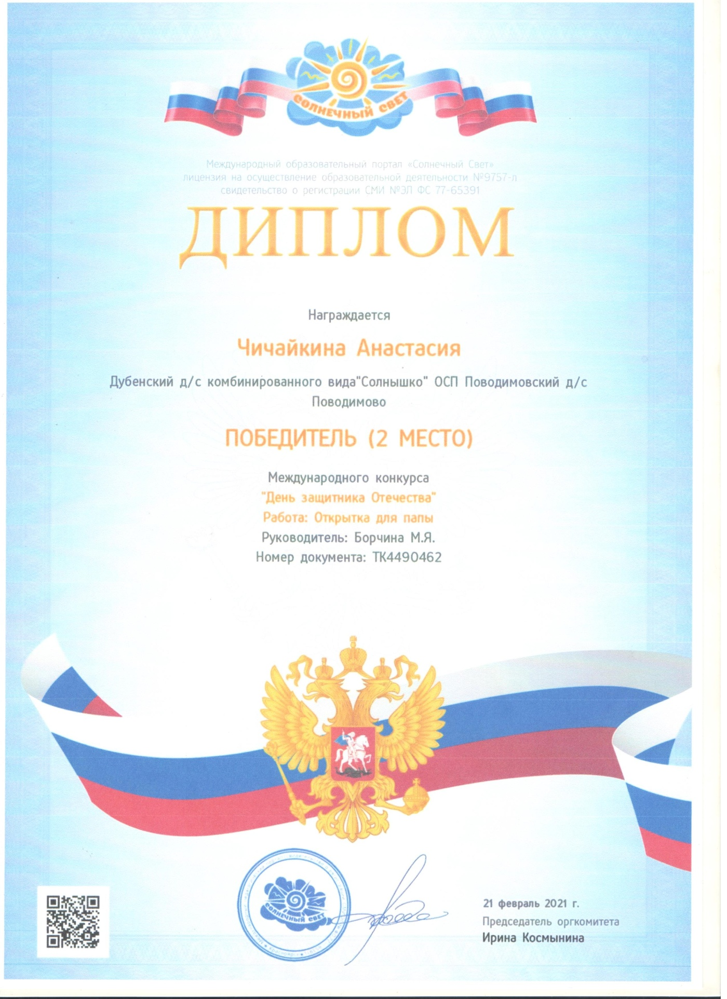 СОЛНЕЧНЫЙ СВЕТ
Международный образовательный портал «Солнечный Свет»
лицензия на осуществление образовательной деятельности №9757-л
свидетельство о регистрации СМИ №ЭЛ ФС 77-65391
ДИПЛОМ
Награждается
Чичайкина Анастасия
Дубенский д/с комбинированного вида"Солнышко" ОСП Поводимовский д/с
Поводимово
ПОБЕДИТЕЛЬ (2 МЕСТО)
Международного конкурса
"День защитника Отечества"
Работа: Открытка для папы
Руководитель: Борчина М.Я.
Номер документа: ТК4490462
СОЛНЕЧНЫЙ СВЕТ
Красноярск
21 февраль 2021 г.
Председатель оргкомитета
Ирина Космынина